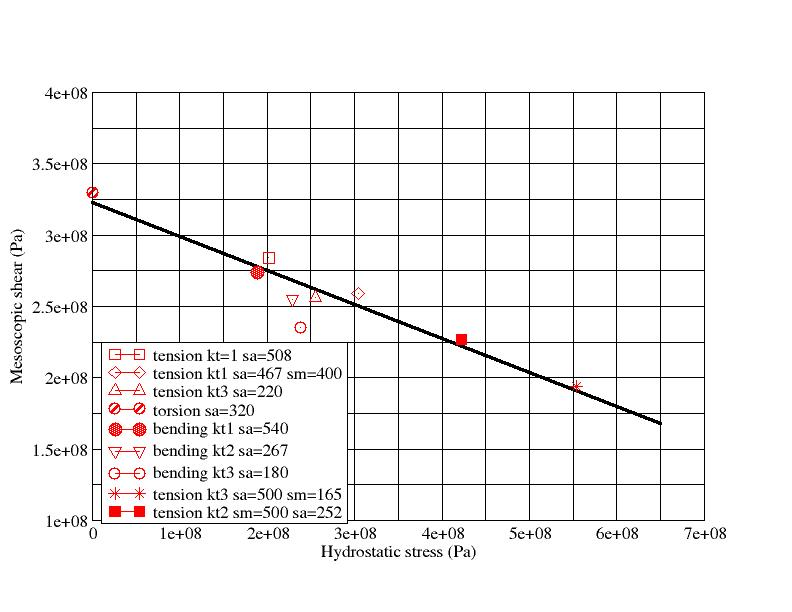 4e+08
3.5e+08
3e+08
2.5e+08
2e+08
1.5e+08
1e+08
Mesoscopic shear (Pa)
tension kt=1 sa=508
tension kt1 sa=467 sm=400
tension kt3 sa=220
torsion sa=320
bending kt1 sa=540
bending kt2 sa=267
bending kt3 sa=180
tension kt3 sa=500 sm=165
tension kt2 sm=500 sa=252
0 1e+08 2e+08 3e+08 4e+08 5e+08 6e+08 7e+08
Hydrostatic stress (Pa)